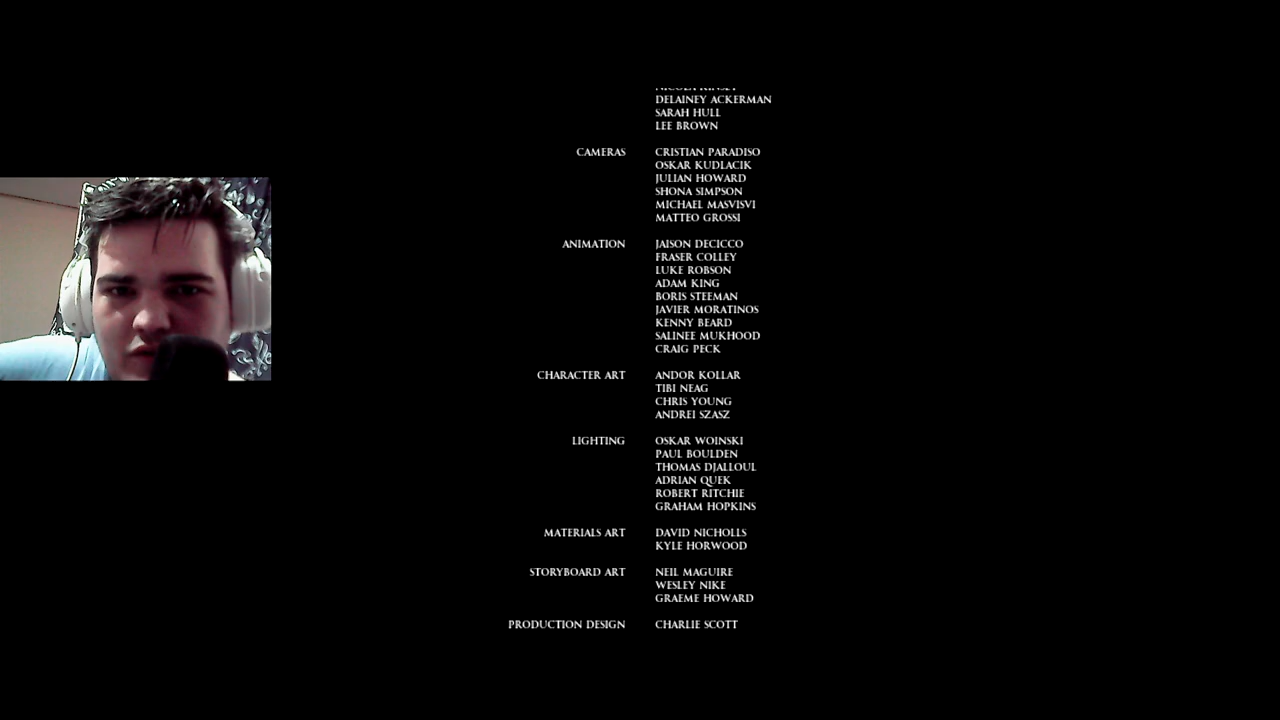 DELAINEY ACKERMAN
SARAH HULL
LEE BROWN
CAMERAS CRISTIAN PARADISO
OSKAR KUDLACIK
JULIAN HOWARD
SHONA SIMPSON
MICHAEL MASVISVI
MATTEO GROSSI
ANIMATION JAISON DECICCO
FRASER COLLEY
LUKE ROBSON
ADAM KING
BORIS STEEMAN
JAVIER MORATINOS
KENNY BEARD
SALINEE MUKHOOD
CRAIG PECK
CHARACTER ART ANDOR KOLLAR
TIBI NEAG
CHRIS YOUNG
ANDREI SZASZ
LIGHTING OSKAR WOINSKI
PAUL BOULDEN
THOMAS DJALLOUL
ADRIAN QUEK
ROBERT RITCHIE
GRAHAM HOPKINS
MATERIALS ART DAVID NICHOLLS
KYLE HORWOOD
STORYBOARD ART NEIL MAGUIRE
WESLEY NIKE
GRAEME HOWARD
PRODUCTION DESIGN CHARLIE SCOTT